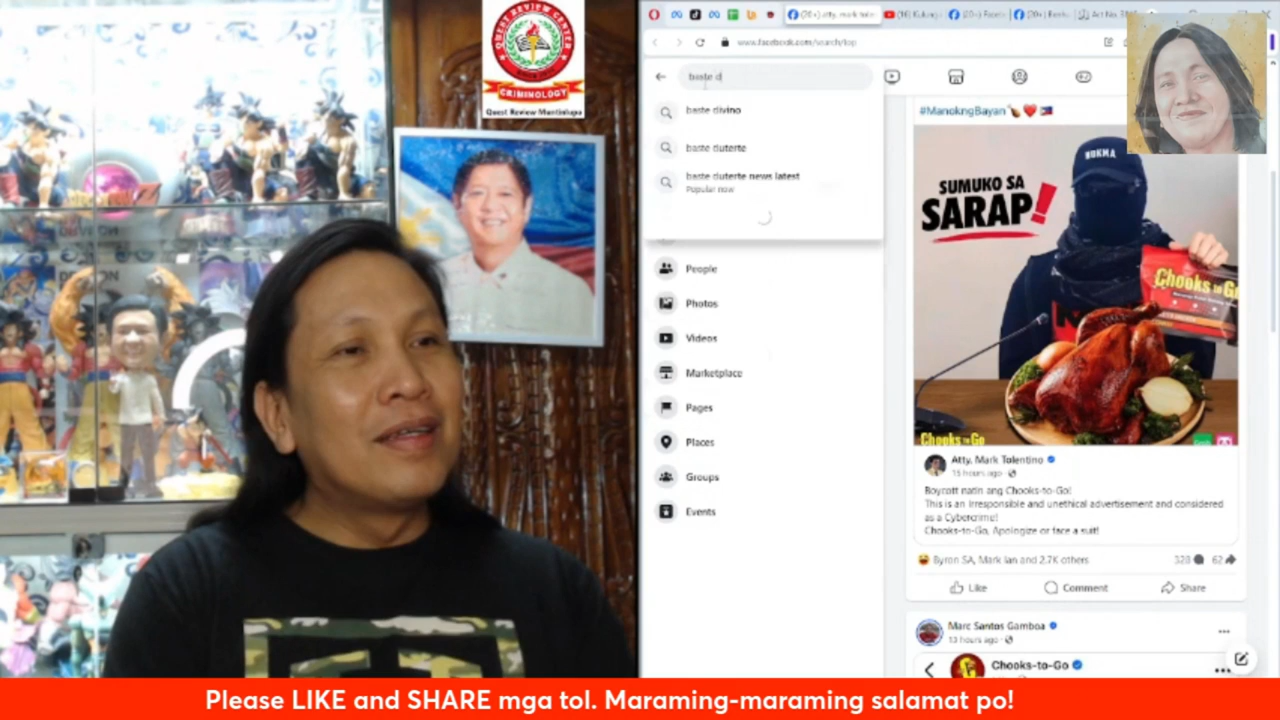 QUEST REVIEW CENTER
CRIMINOLOGY
Quest Review Muntinlupa
www.facebook.com/search/top
baste d
baste divino
baste duterte
baste duterte news latest
Popular now
People
Photos
Videos
Marketplace
Pages
Places
Groups
Events
#ManokngBayan
SUMUKO SA
SARAP!
Chooks to Go
Chooks to Go
Atty. Mark Tolentino
15 hours ago
Boycott natin ang Chooks-to-Go!
This is an irresponsible and unethical advertisement and considered
as a Cybercrime!
Chooks-to-Go, Apologize or face a suit!
Byron SA, Mark Ian and 2.7K others
328
62
Like
Comment
Share
Marc Santos Gamboa
13 hours ago
Chooks-to-Go
Please LIKE and SHARE mga tol. Maraming-maraming salamat po!